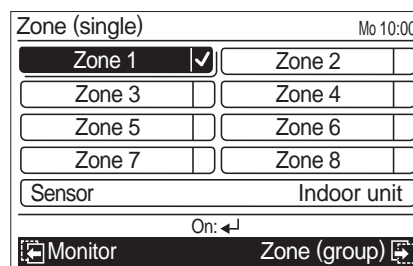 Zone (single) Mo 10:00
Zone 1 Zone 2
Zone 3 Zone 4
Zone 5 Zone 6
Zone 7 Zone 8
Sensor Indoor unit
On:
Monitor Zone (group)